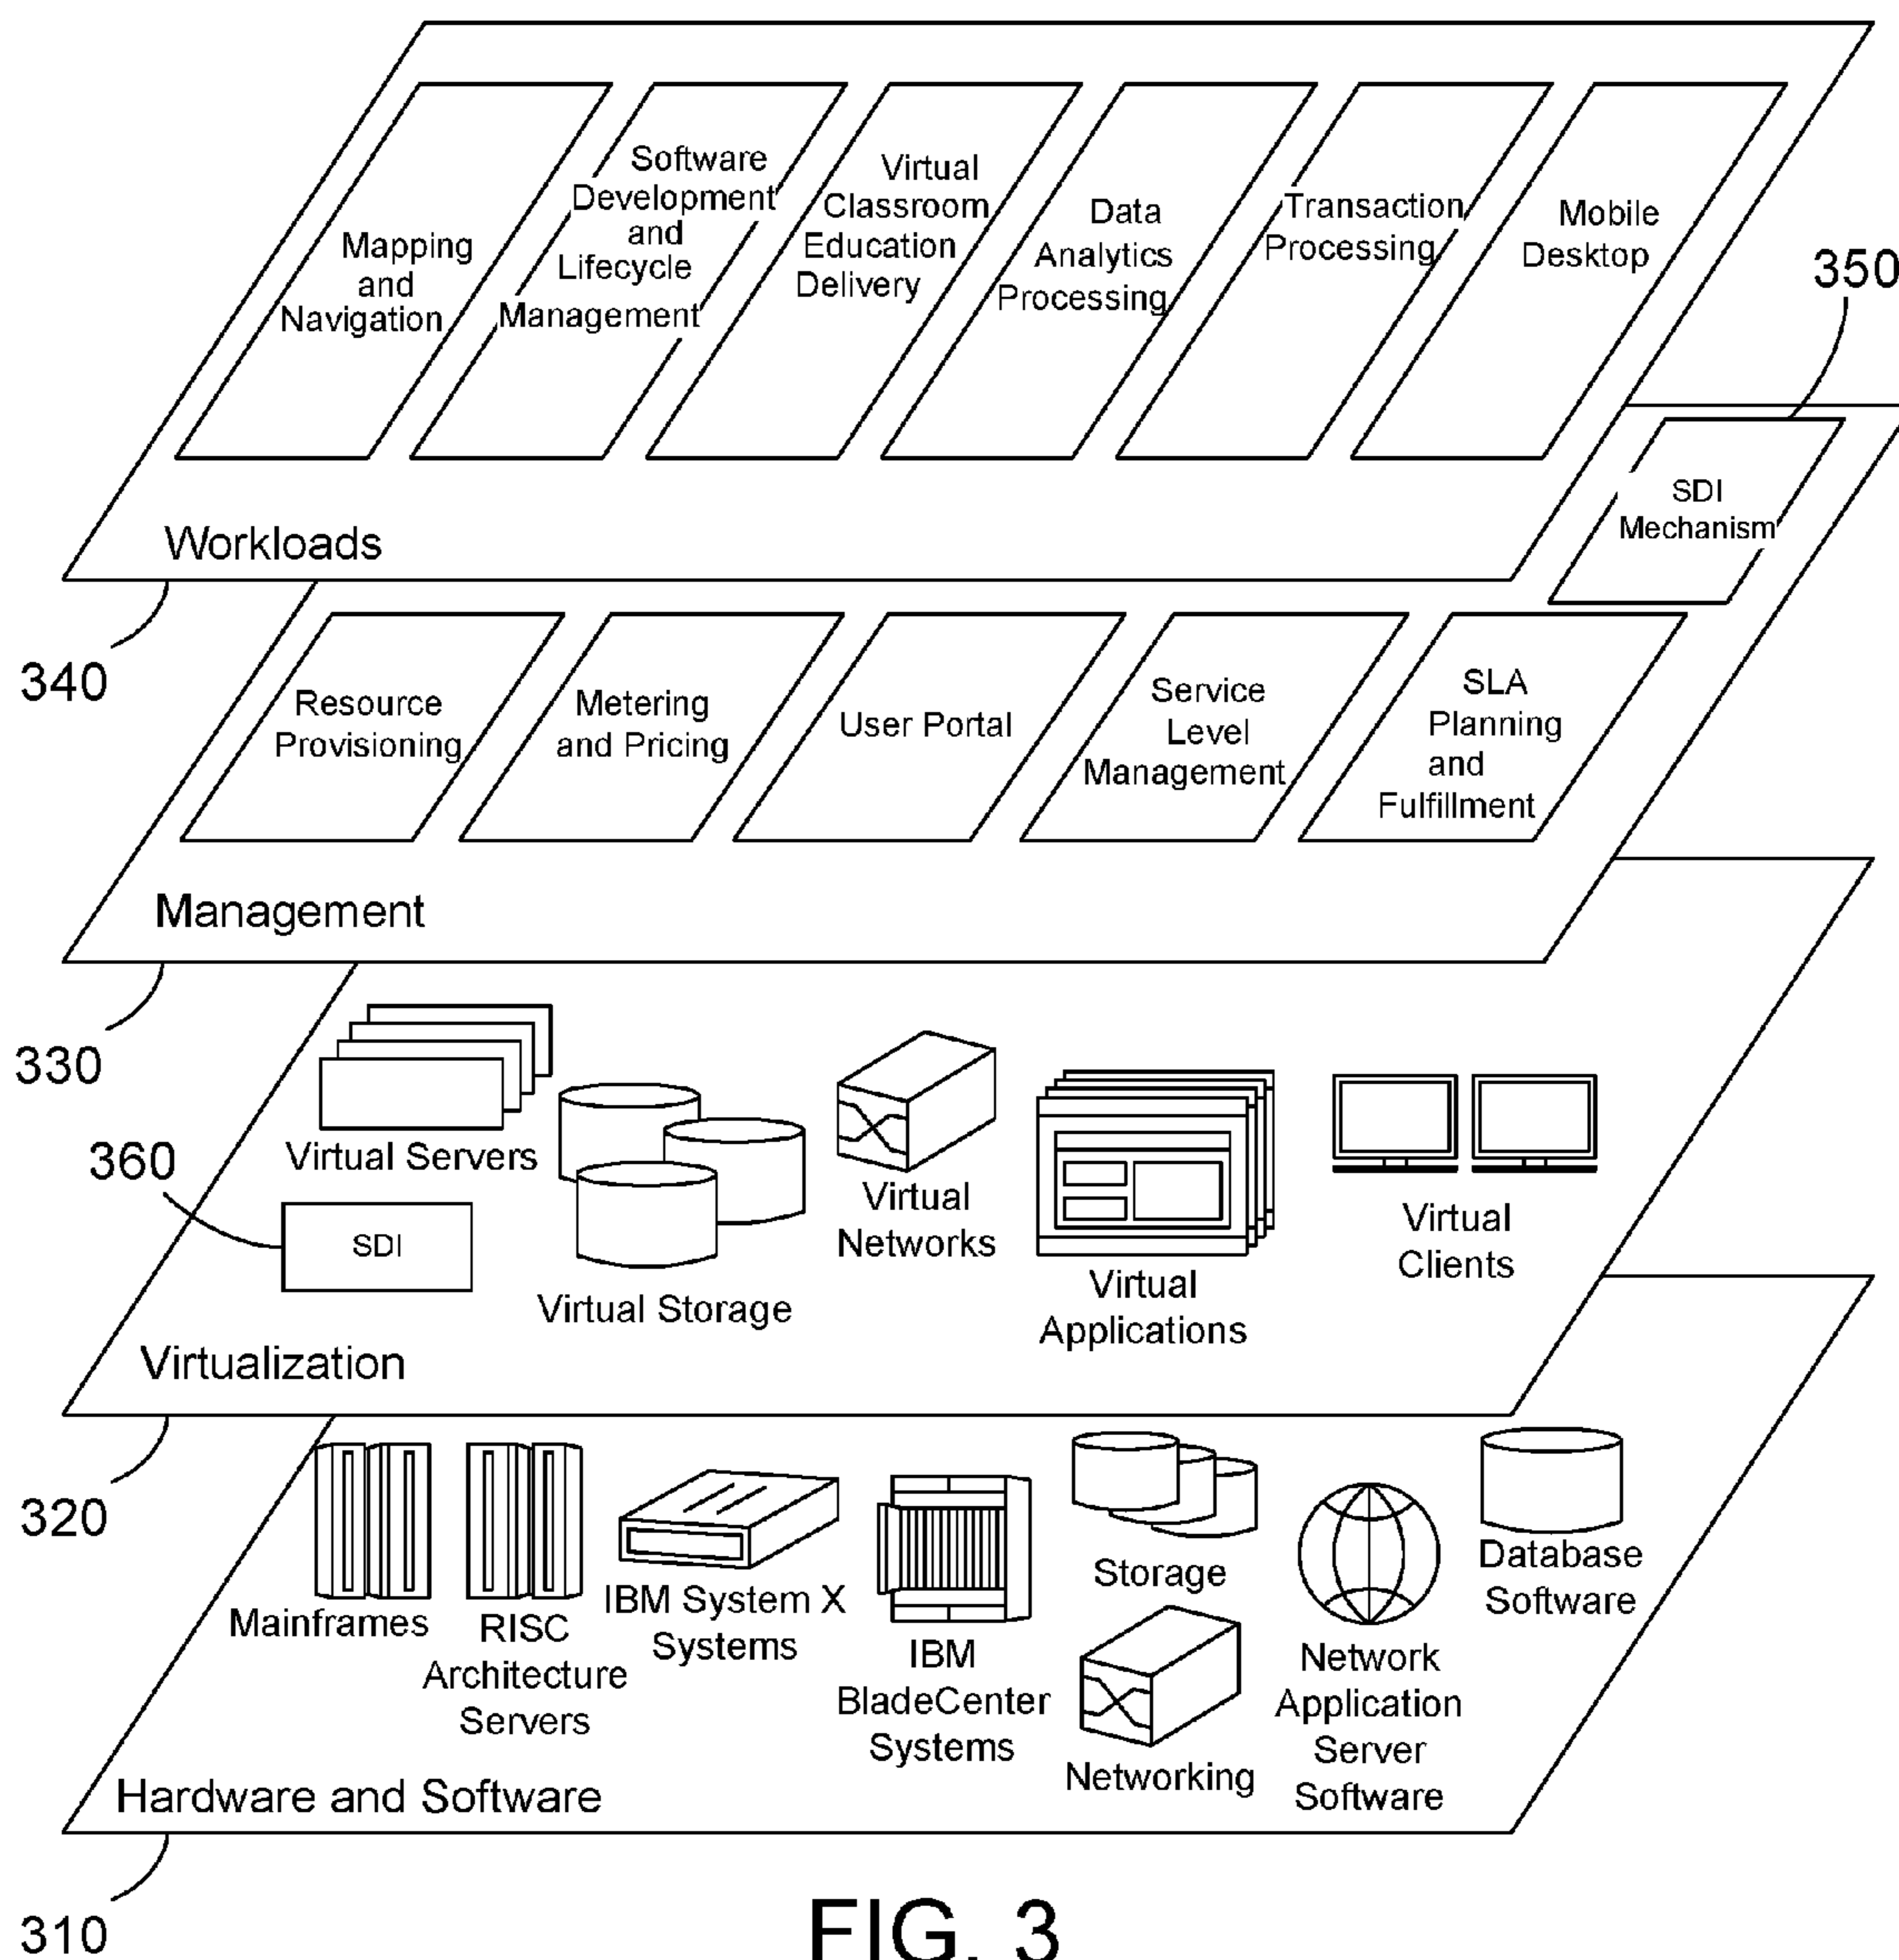 Mapping
and
Navigation
Software
Development
and
Lifecycle
Management
Virtual
Classroom
Education
Delivery
Data
Analytics
Processing
Transaction
Processing
Mobile
Desktop
350
SDI
Mechanism
Workloads
340
Resource
Provisioning
Metering
and Pricing
User Portal
Service
Level
Management
SLA
Planning
and
Fulfillment
Management
330
Virtual Servers
360
SDI
Virtual Storage
Virtual
Networks
Virtual
Applications
Virtual
Clients
Virtualization
320
Mainframes
RISC
Architecture
Servers
IBM System X
Systems
IBM
BladeCenter
Systems
Storage
Networking
Network
Application
Server
Software
Database
Software
Hardware and Software
310
FIG. 3